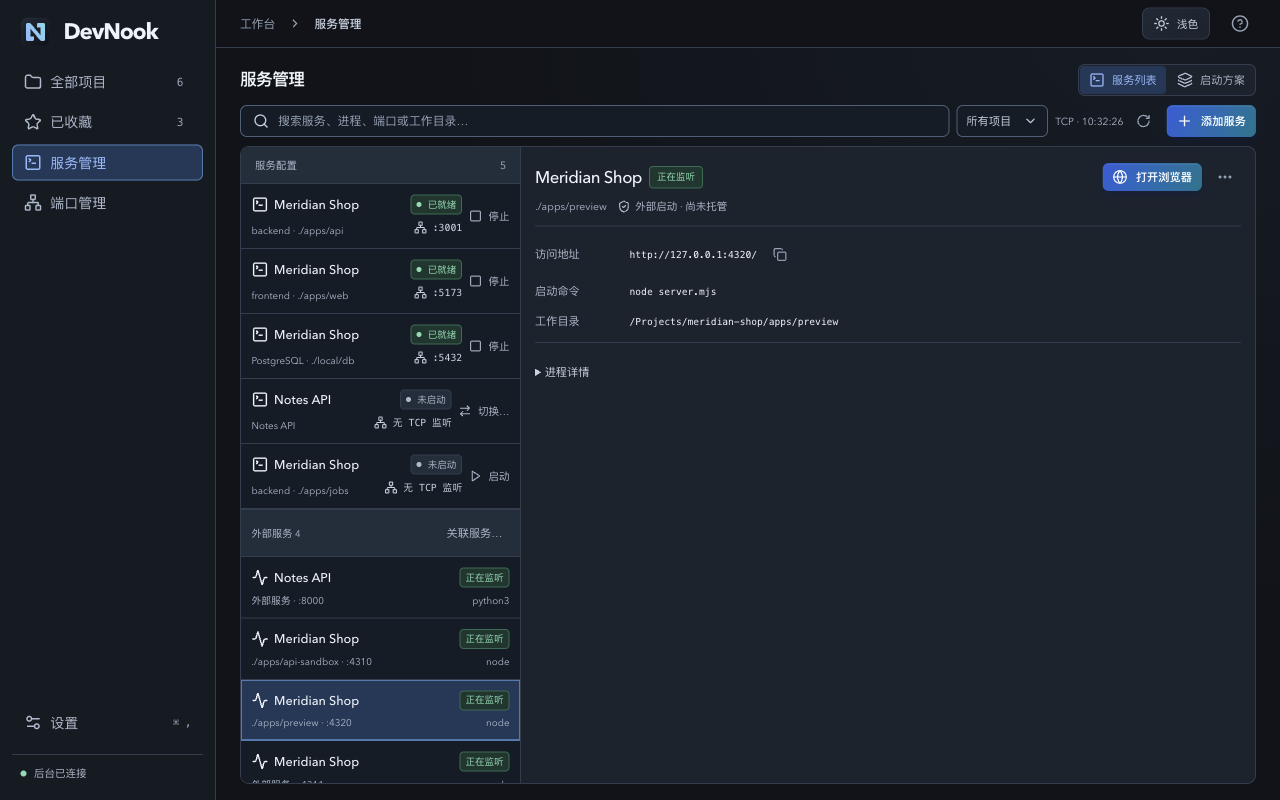 DevNook
全部项目 6
已收藏 3
服务管理
端口管理
设置 ⌘ ,
后台已连接
工作台 服务管理
浅色
服务管理
服务列表 启动方案
搜索服务、进程、端口或工作目录…
所有项目
TCP · 10:32:26
添加服务
服务配置 5
Meridian Shop 已就绪
backend · ./apps/api :3001 停止
Meridian Shop 已就绪
frontend · ./apps/web :5173 停止
Meridian Shop 已就绪
PostgreSQL · ./local/db :5432 停止
Notes API 未启动
Notes API 无 TCP 监听 切换…
Meridian Shop 未启动
backend · ./apps/jobs 无 TCP 监听 启动
外部服务 4 关联服务…
Notes API 正在监听
外部服务 · :8000 python3
Meridian Shop 正在监听
./apps/api-sandbox · :4310 node
Meridian Shop 正在监听
./apps/preview · :4320 node
Meridian Shop 正在监听
Meridian Shop 正在监听
打开浏览器
./apps/preview 外部启动 · 尚未托管
访问地址 http://127.0.0.1:4320/
启动命令 node server.mjs
工作目录 /Projects/meridian-shop/apps/preview
进程详情